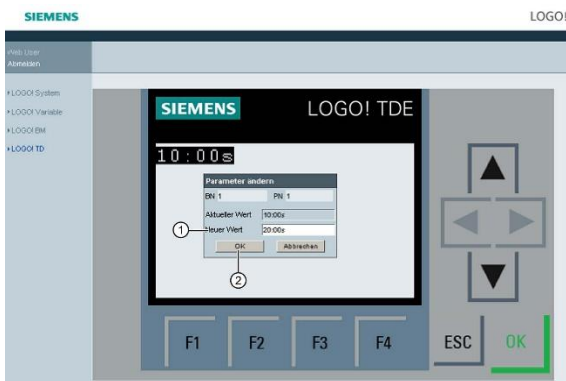 SIEMENS
LOGO!
Web User
Abmelden
LOGO! System
LOGO! Variable
LOGO! BM
LOGO! TD
SIEMENS LOGO! TDE
10:00s
Parameter ändern
BN 1 PN 1
Aktueller Wert 10:00s
1 Neuer Wert 20:00s
OK Abbrechen
2
F1 F2 F3 F4 ESC OK